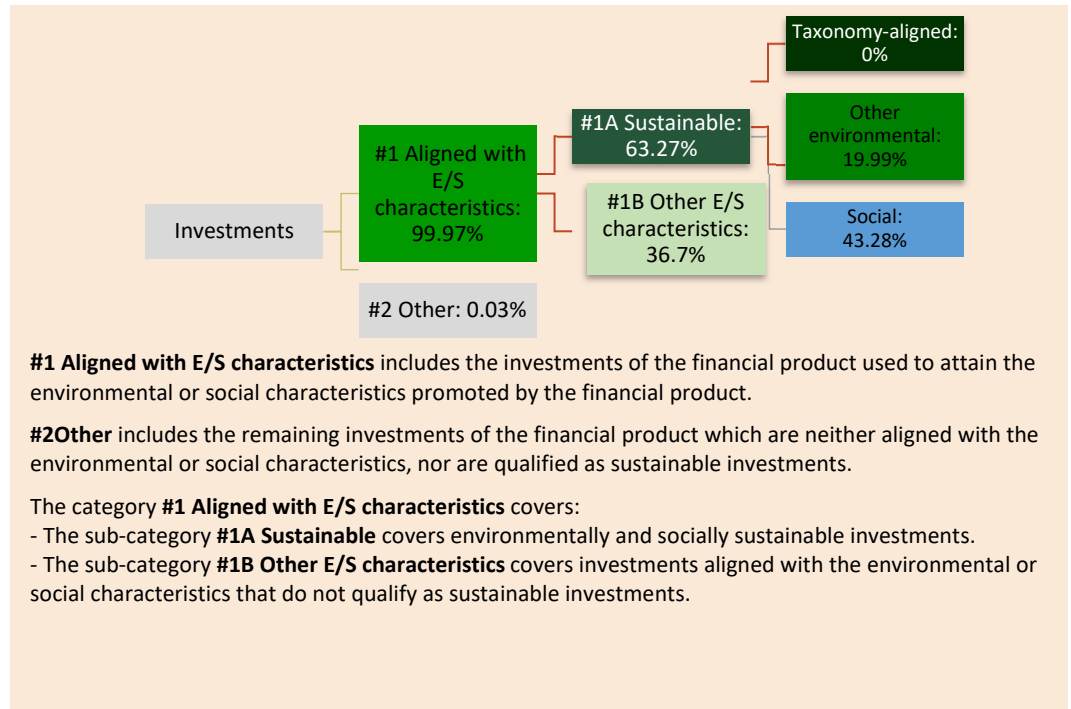 Taxonomy-aligned:
0%
#1A Sustainable:
63.27%
Other
environmental:
19.99%
#1 Aligned with
E/S
characteristics:
99.97%
#1B Other E/S
characteristics:
36.7%
Social:
43.28%
Investments
#2 Other: 0.03%
#1 Aligned with E/S characteristics includes the investments of the financial product used to attain the
environmental or social characteristics promoted by the financial product.
#2Other includes the remaining investments of the financial product which are neither aligned with the
environmental or social characteristics, nor are qualified as sustainable investments.
The category #1 Aligned with E/S characteristics covers:
- The sub-category #1A Sustainable covers environmentally and socially sustainable investments.
- The sub-category #1B Other E/S characteristics covers investments aligned with the environmental or
social characteristics that do not qualify as sustainable investments.